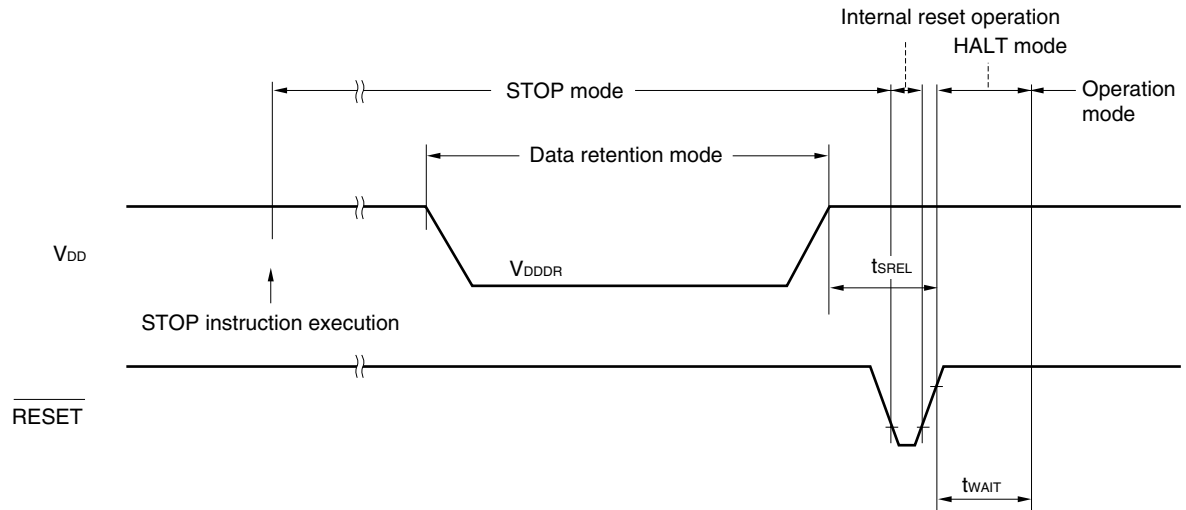 Internal reset operation
HALT mode
STOP mode
Operation
mode
Data retention mode
VDD
VDDDR
tSREL
STOP instruction execution
RESET
tWAIT